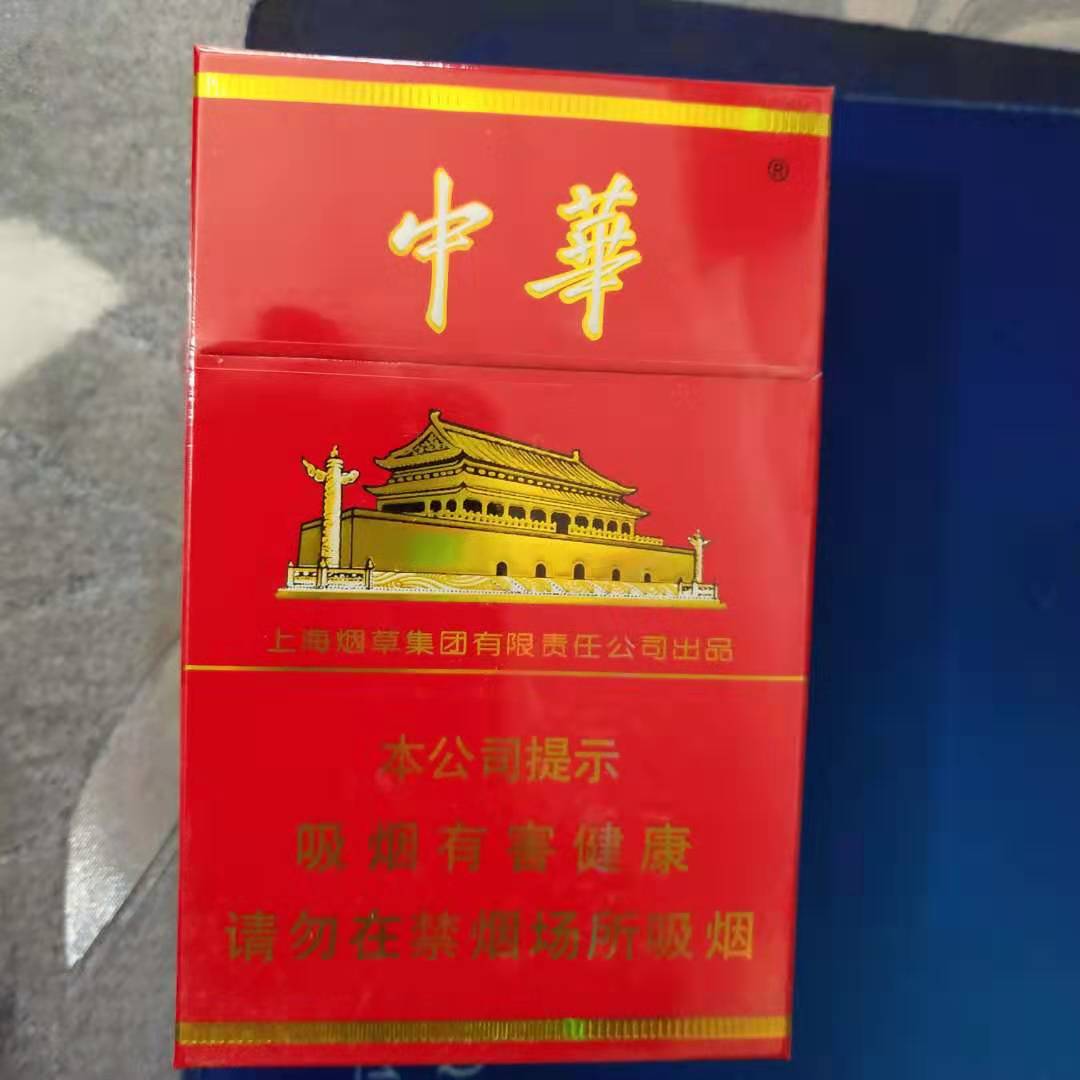 中華
®
上海烟草集团有限责任公司出品
本公司提示
吸烟有害健康
请勿在禁烟场所吸烟